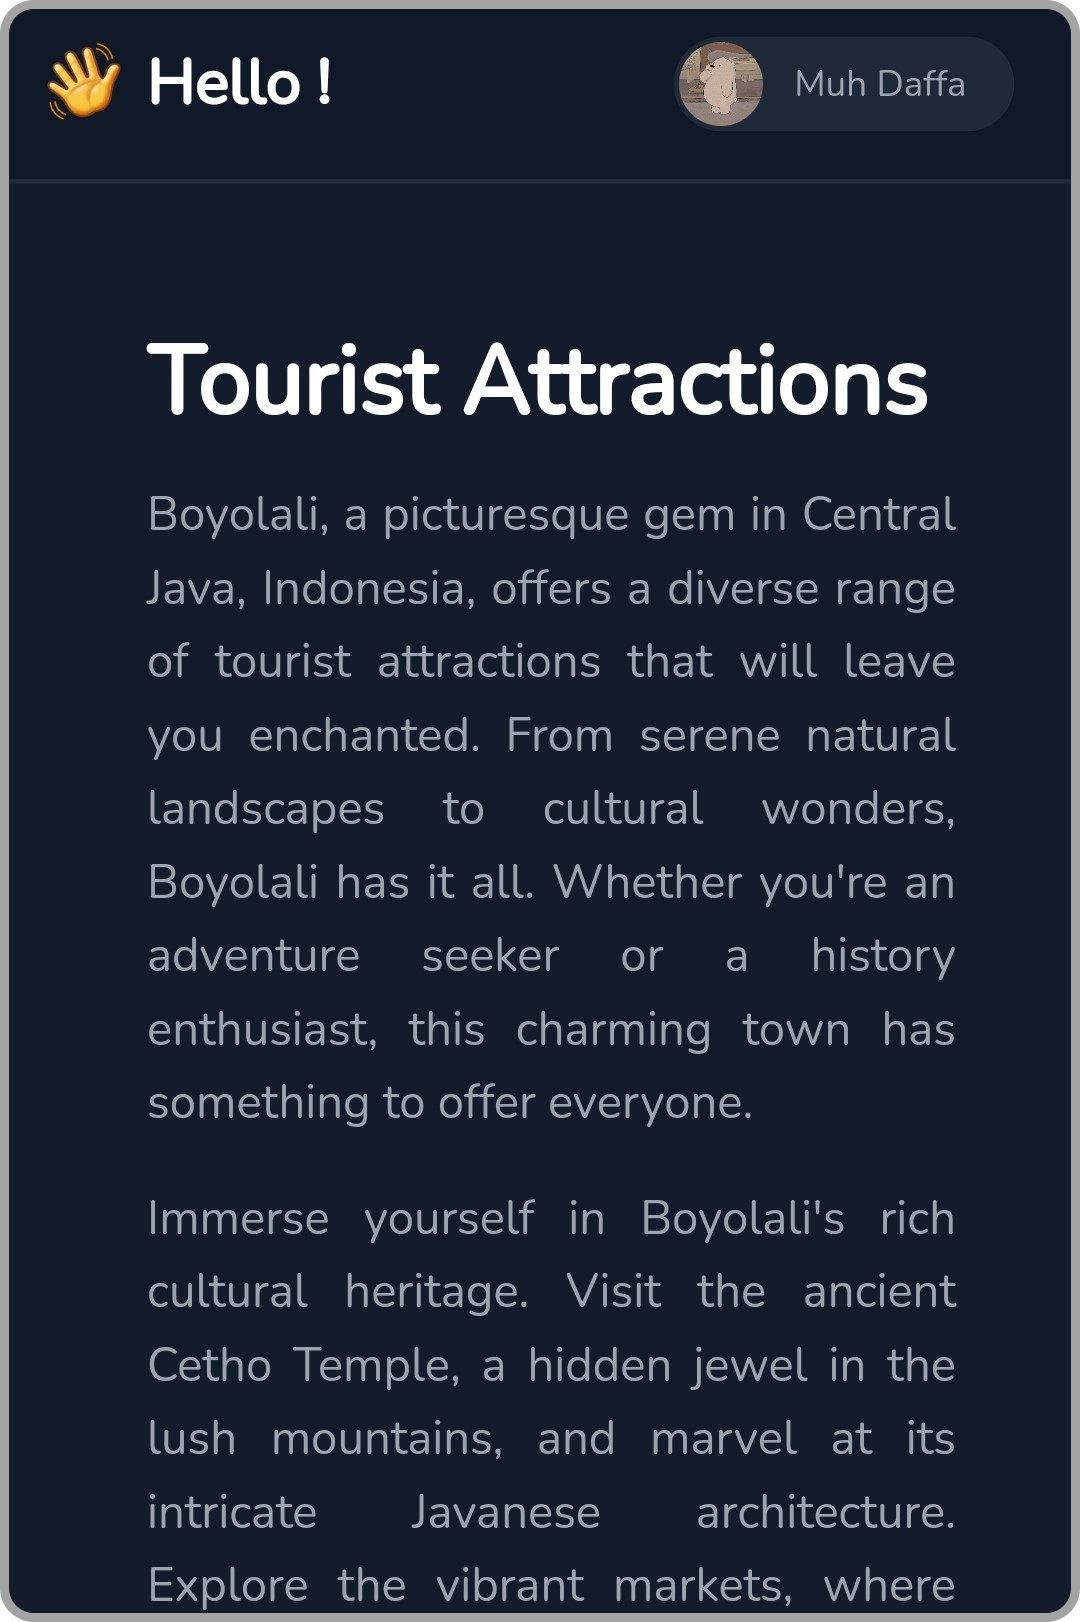 👋 Hello !
Muh Daffa
Tourist Attractions
Boyolali, a picturesque gem in Central
Java, Indonesia, offers a diverse range
of tourist attractions that will leave
you enchanted. From serene natural
landscapes to cultural wonders,
Boyolali has it all. Whether you're an
adventure seeker or a history
enthusiast, this charming town has
something to offer everyone.
Immerse yourself in Boyolali's rich
cultural heritage. Visit the ancient
Cetho Temple, a hidden jewel in the
lush mountains, and marvel at its
intricate Javanese architecture.
Explore the vibrant markets, where